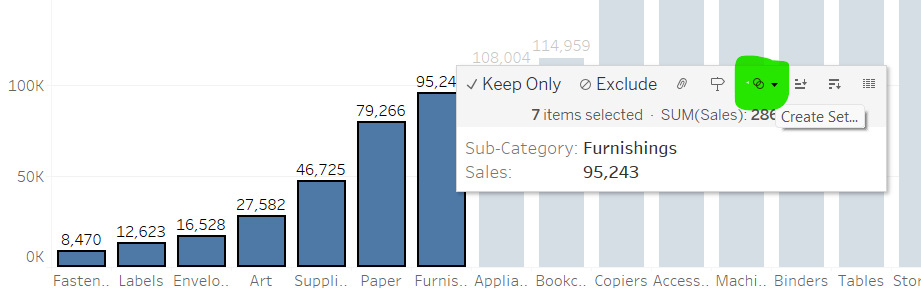 108,004
114,959
100K
95,24
✓ Keep Only Exclude
79,266
7 items selected · SUM(Sales): 286
Create Set...
Sub-Category: Furnishings
Sales: 95,243
50K
46,725
27,582
16,528
12,623
8,470
0K
Fasten.. Labels Envelo.. Art Suppli.. Paper Furnis.. Applia.. Bookc.. Copiers Access.. Machi.. Binders Tables Stor